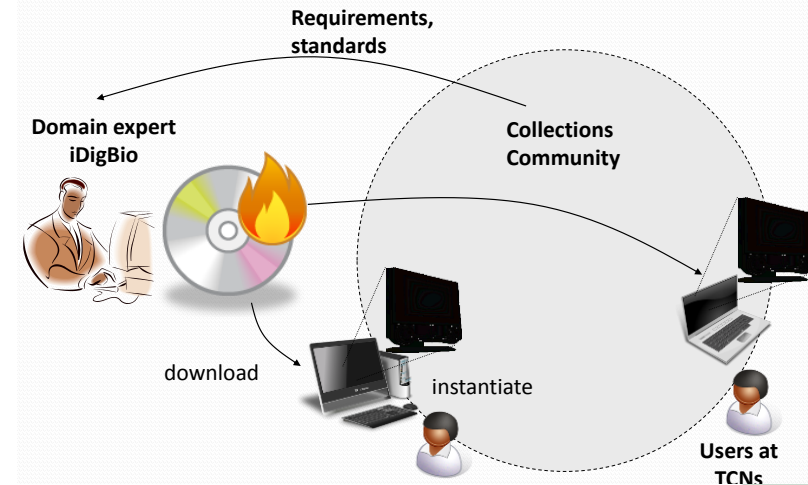 Requirements,
standards
Domain expert
iDigBio
Collections
Community
download
instantiate
Users at
TCNs